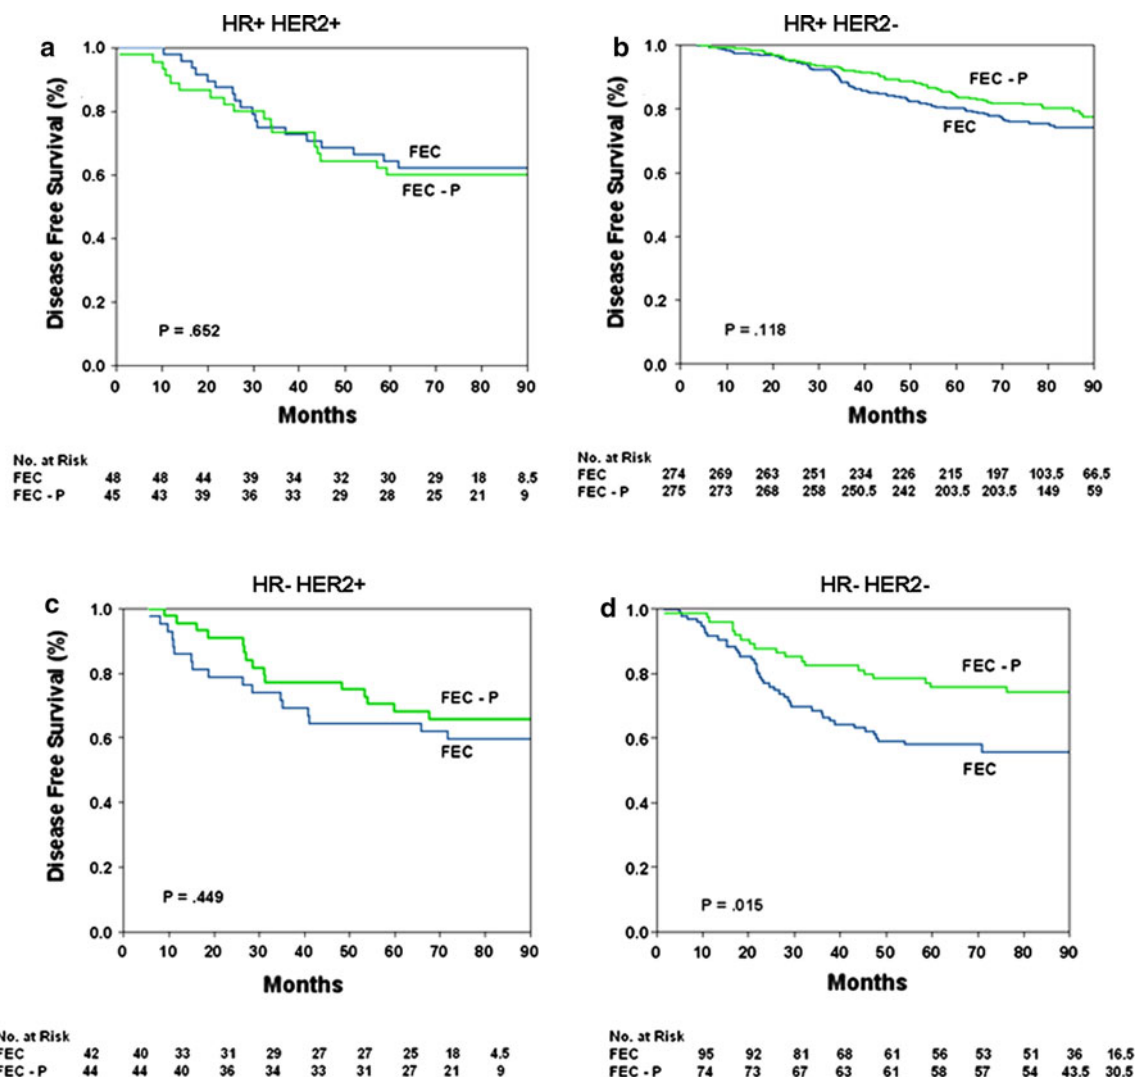 HR+ HER2+
a
Disease Free Survival (%)
1.0
0.8
0.6
0.4
0.2
0.0
FEC
FEC - P
P = .652
0 10 20 30 40 50 60 70 80 90
Months
No. at Risk
FEC 48 48 44 39 34 32 30 29 18 8.5
FEC - P 45 43 39 36 33 29 28 25 21 9
HR+ HER2-
b
Disease Free Survival (%)
1.0
0.8
0.6
0.4
0.2
0.0
FEC - P
FEC
P = .118
0 10 20 30 40 50 60 70 80 90
Months
No. at Risk
FEC 274 269 263 251 234 226 215 197 103.5 66.5
FEC - P 275 273 268 258 250.5 242 203.5 203.5 149 59
HR- HER2+
c
Disease Free Survival (%)
1.0
0.8
0.6
0.4
0.2
0.0
FEC - P
FEC
P = .449
0 10 20 30 40 50 60 70 80 90
Months
No. at Risk
FEC 42 40 33 31 29 27 27 25 18 4.5
FEC - P 44 44 40 36 34 33 31 27 21 9
HR- HER2-
d
1.0
0.8
0.6
0.4
0.2
0.0
FEC - P
FEC
P = .015
0 10 20 30 40 50 60 70 80 90
Months
No. at Risk
FEC 95 92 81 68 61 56 53 51 36 16.5
FEC - P 74 73 67 63 61 58 57 54 43.5 30.5